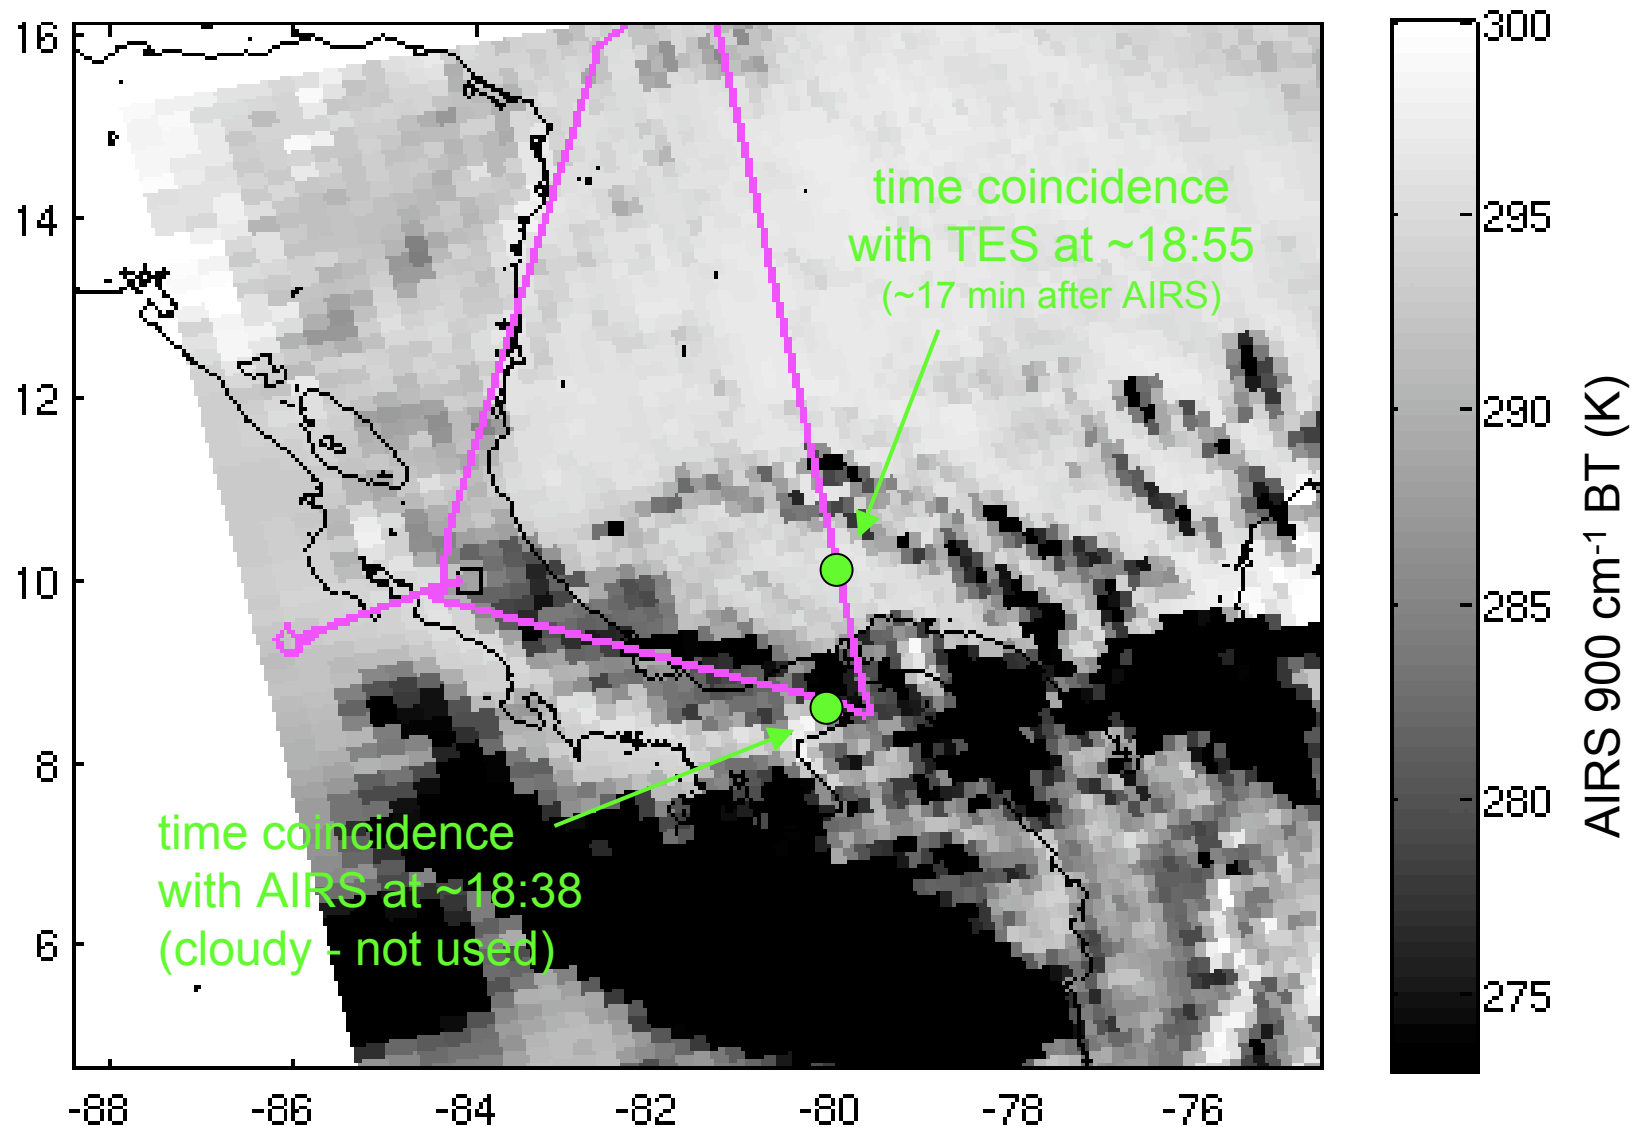 16
14
12
10
8
6
-88
-86
-84
-82
-80
-78
-76
time coincidence
with TES at ~18:55
(~17 min after AIRS)
time coincidence
with AIRS at ~18:38
(cloudy - not used)
300
295
290
285
280
275
AIRS 900 cm⁻¹ BT (K)